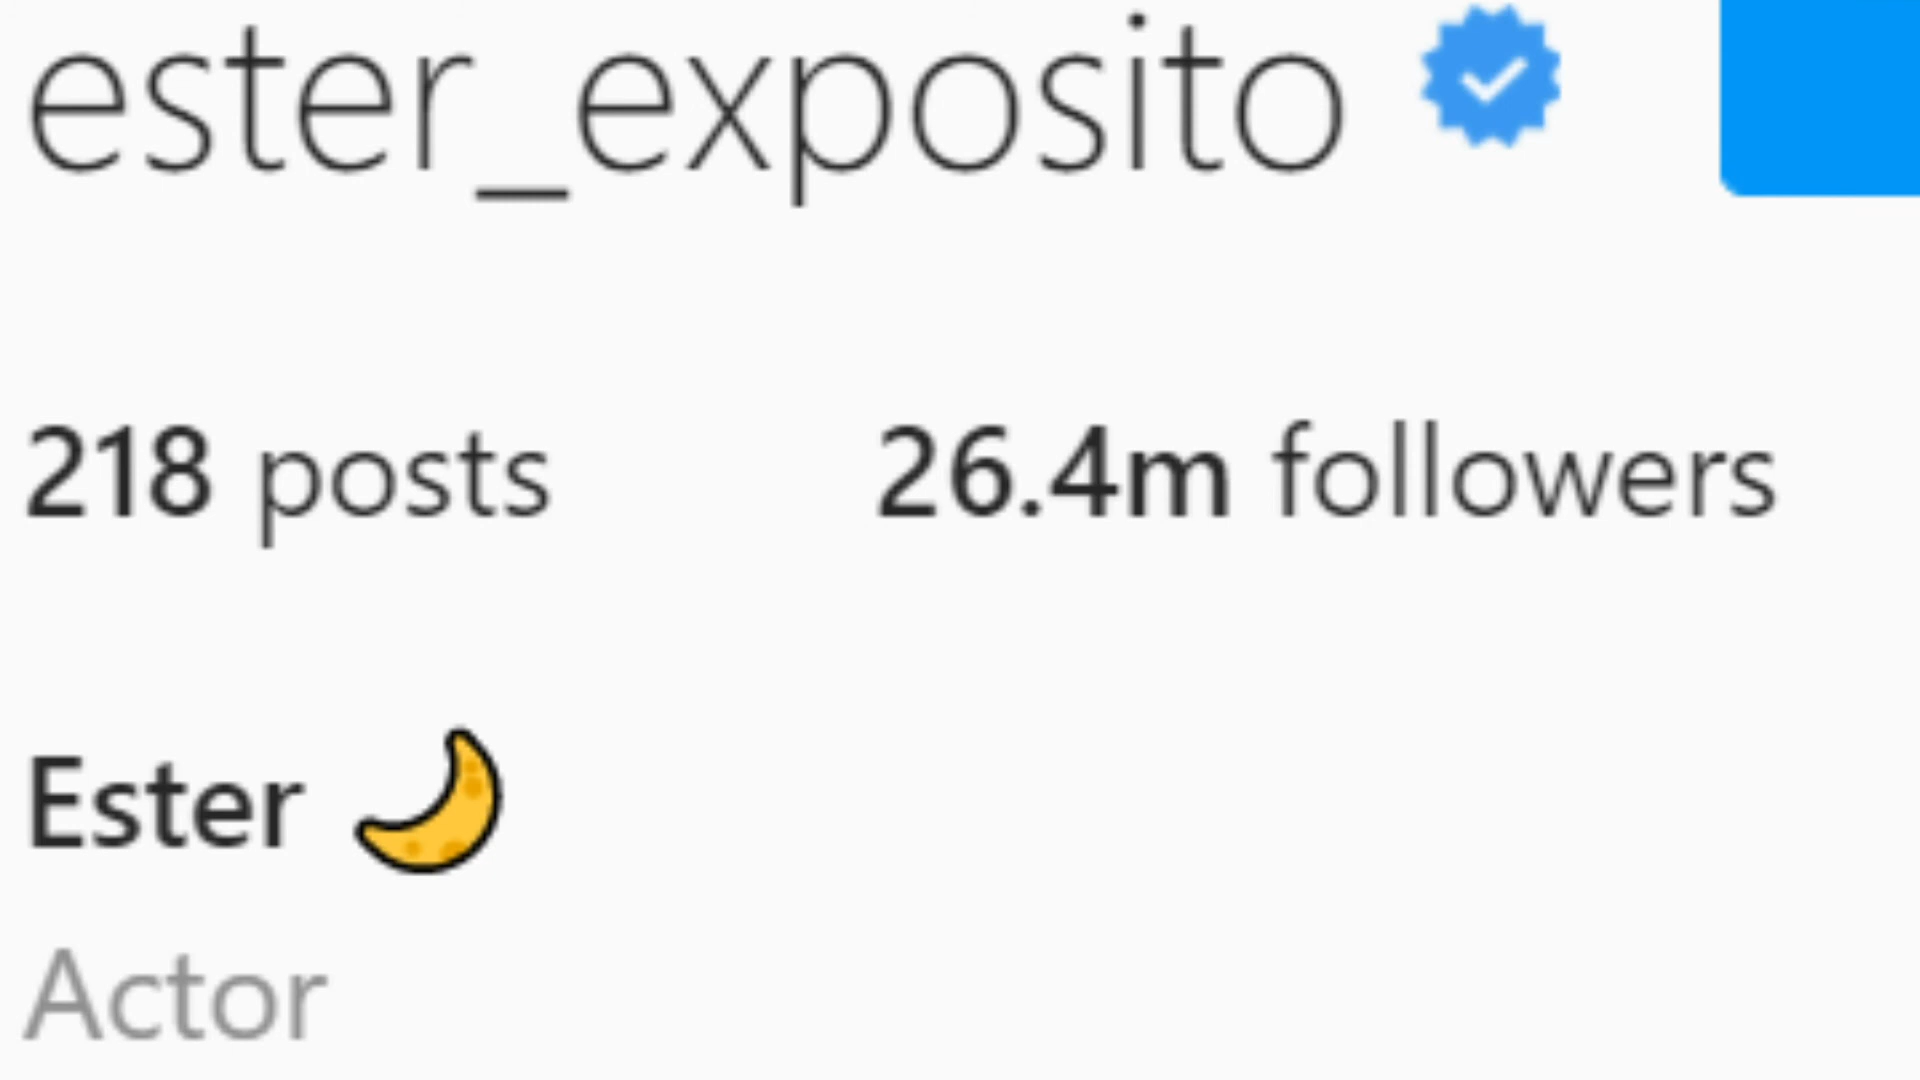 ester_exposito
218 posts 26.4m followers
Ester 🌙
Actor